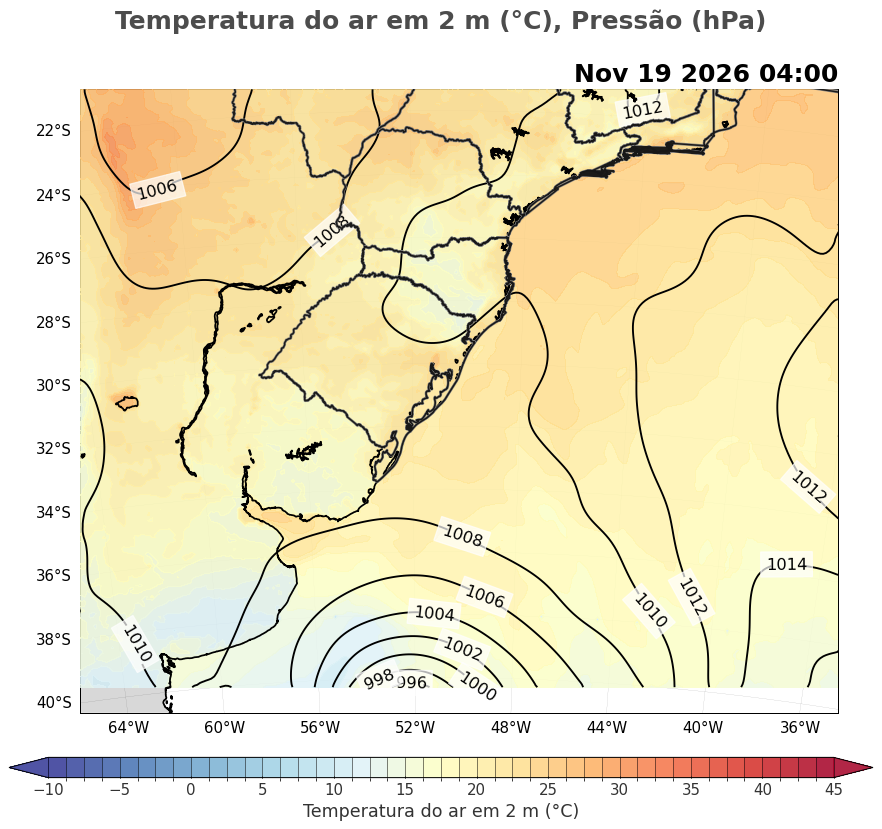 Temperatura do ar em 2 m (°C), Pressão (hPa)
Nov 19 2026 04:00
1012
22°S
1006
24°S
1008
26°S
28°S
30°S
32°S
1012
34°S
1008
1014
36°S
1006
1004
1010
1012
1010
38°S
1002
998
996
1000
40°S
64°W 60°W 56°W 52°W 48°W 44°W 40°W 36°W
−10 −5 0 5 10 15 20 25 30 35 40 45
Temperatura do ar em 2 m (°C)